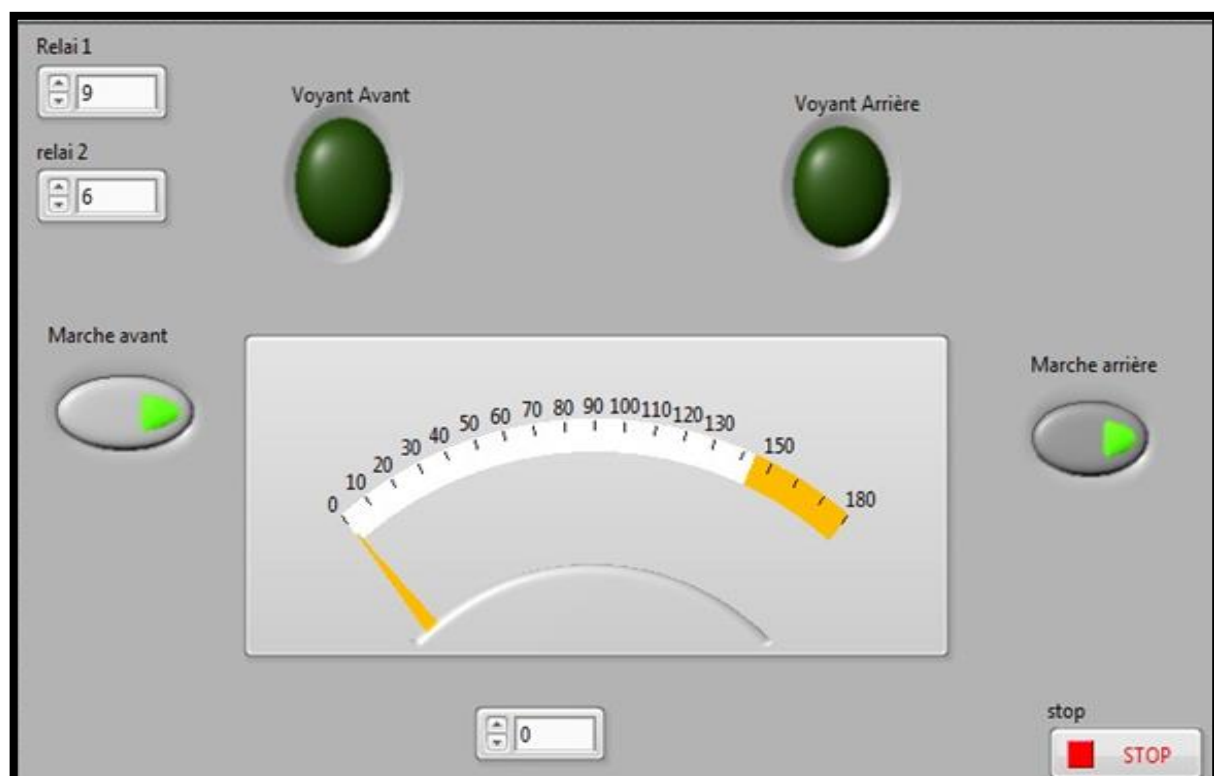 Relai 1
9
Voyant Avant
Voyant Arrière
relai 2
6
Marche avant
Marche arrière
0 10 20 30 40 50 60 70 80 90 100 110 120 130 150 180
0
stop
STOP